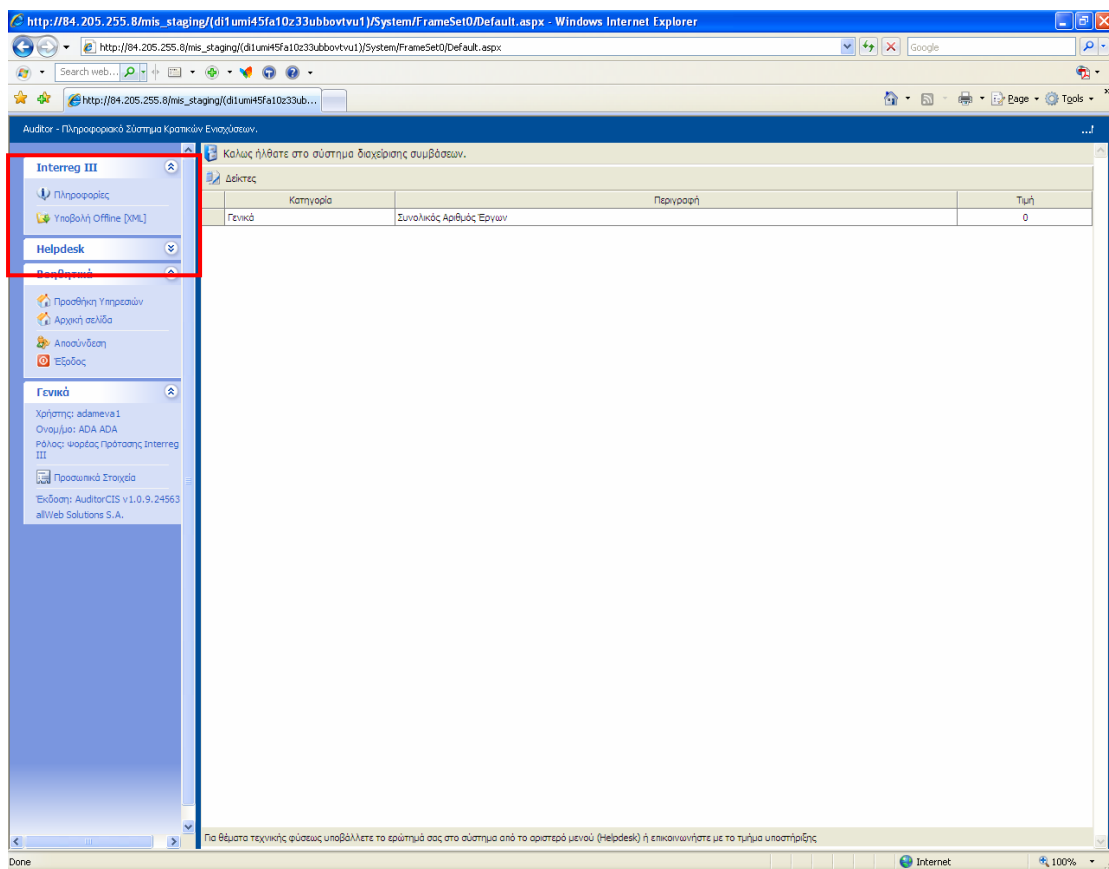 http://84.205.255.8/mis_staging/(di1umi45fa10z33ubbovtvu1)/System/FrameSet0/Default.aspx - Windows Internet Explorer
http://84.205.255.8/mis_staging/(di1umi45fa10z33ubbovtvu1)/System/FrameSet0/Default.aspx
Google
Search web...
http://84.205.255.8/mis_staging/(di1umi45fa10z33ub...
Page
Tools
Auditor - Πληροφοριακό Σύστημα Κρατικών Ενισχύσεων.
Interreg III
Πληροφορίες
Υποβολή Offline [XML]
Helpdesk
Βοηθητικά
Προσθήκη Υπηρεσιών
Αρχική σελίδα
Αποσύνδεση
Έξοδος
Γενικά
Χρήστης: adameva1
Ονομ/μο: ADA ADA
Ρόλος: Φορέας Πρότασης Interreg
III
Προσωπικά Στοιχεία
Έκδοση: AuditorCIS v1.0.9.24563
allWeb Solutions S.A.
Καλως ήλθατε στο σύστημα διαχείρισης συμβάσεων.
Δείκτες
Κατηγορία Περιγραφή Τιμή
Γενικά Συνολικός Αριθμός Έργων 0
Για θέματα τεχνικής φύσεως υποβάλλετε το ερώτημά σας στο σύστημα από το αριστερό μενού (Helpdesk) ή επικοινωνήστε με το τμήμα υποστήριξης
Done
Internet
100%